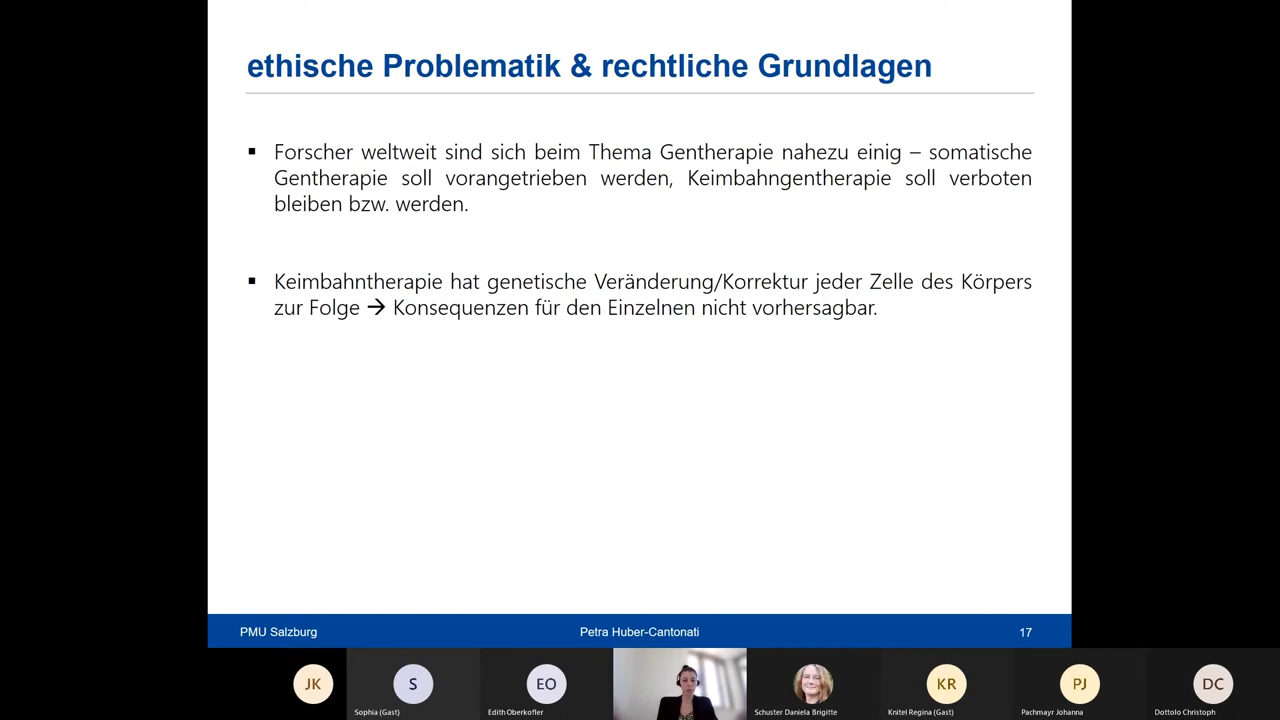 ethische Problematik & rechtliche Grundlagen
▪ Forscher weltweit sind sich beim Thema Gentherapie nahezu einig – somatische
Gentherapie soll vorangetrieben werden, Keimbahngentherapie soll verboten
bleiben bzw. werden.
▪ Keimbahntherapie hat genetische Veränderung/Korrektur jeder Zelle des Körpers
zur Folge → Konsequenzen für den Einzelnen nicht vorhersagbar.
PMU Salzburg Petra Huber-Cantonati 17
JK S EO KR PJ DC
Sophia (Gast) Edith Oberkofler Schuster Daniela Brigitte Knitel Regina (Gast) Pachmayr Johanna Dottolo Christoph